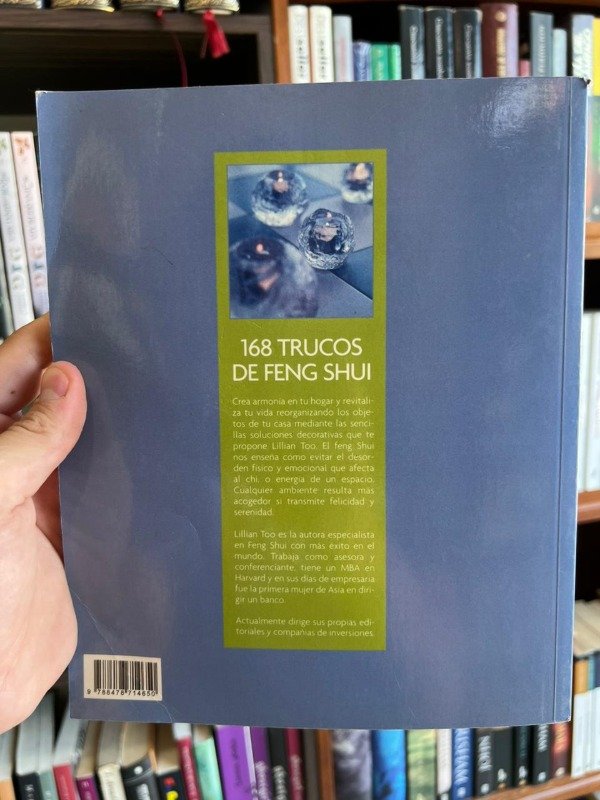 168 TRUCOS
DE FENG SHUI
Crea armonía en tu hogar y revitali-
za tu vida reorganizando los obje-
tos de tu casa mediante las senci-
llas soluciones decorativas que te
propone Lillian Too. El feng Shui
nos enseña como evitar el desor-
den físico y emocional que afecta
al chi, o energía de un espacio.
Cualquier ambiente resulta más
acogedor si transmite felicidad y
serenidad.
Lillian Too es la autora especialista
en Feng Shui con más éxito en el
mundo. Trabaja como asesora y
conferenciante, tiene un MBA en
Harvard y en sus días de empresaria
fue la primera mujer de Asia en diri-
gir un banco.
Actualmente dirige sus propias edi-
toriales y compañías de inversiones.
9 786476 714650